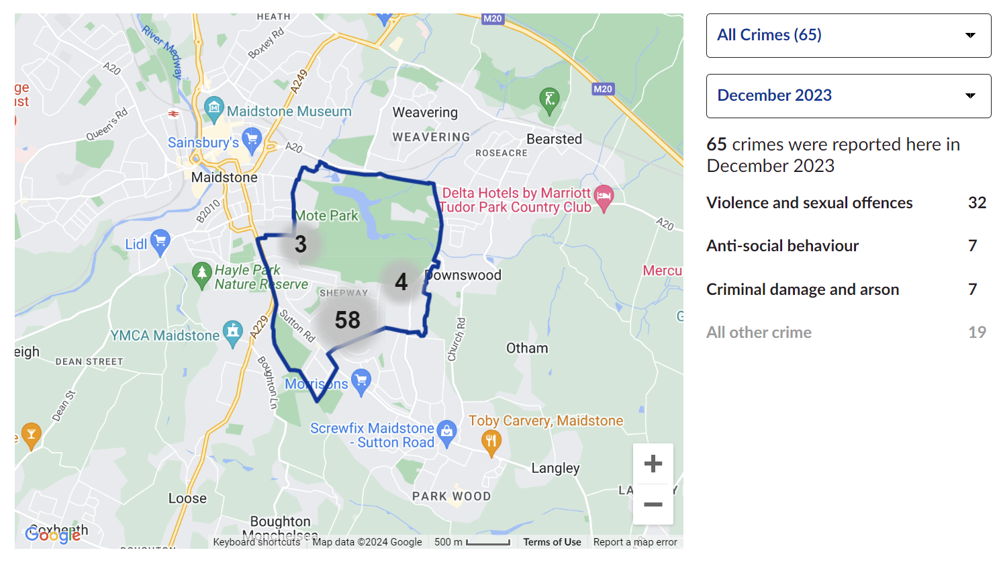 HEATH
M20
River Medway
Boxley Rd
A20
A249
M20
ge
ust
Maidstone Museum
Weavering
Queen's Rd
Sainsbury's
WEAVERING
Bearsted
A20
ROSEACRE
Maidstone
Delta Hotels by Marriott
Tudor Park Country Club
B2010
Mote Park
A20
Lidl
3
Hayle Park
Nature Reserve
4
Downswood
Mercu
SHEPWAY
58
Sutton Rd
G
YMCA Maidstone
A229
Church Rd
Otham
eigh
DEAN STREET
Boughton Ln
Morrisons
Dean St
Toby Carvery, Maidstone
Screwfix Maidstone
- Sutton Road
e
Langley
LA
Y
PARK WOOD
Loose
Boughton
Monchelsea
Coxheath
Google
Keyboard shortcuts
Map data ©2024 Google
500 m
Terms of Use
Report a map error
All Crimes (65)
December 2023
65 crimes were reported here in
December 2023
Violence and sexual offences 32
Anti-social behaviour 7
Criminal damage and arson 7
All other crime 19